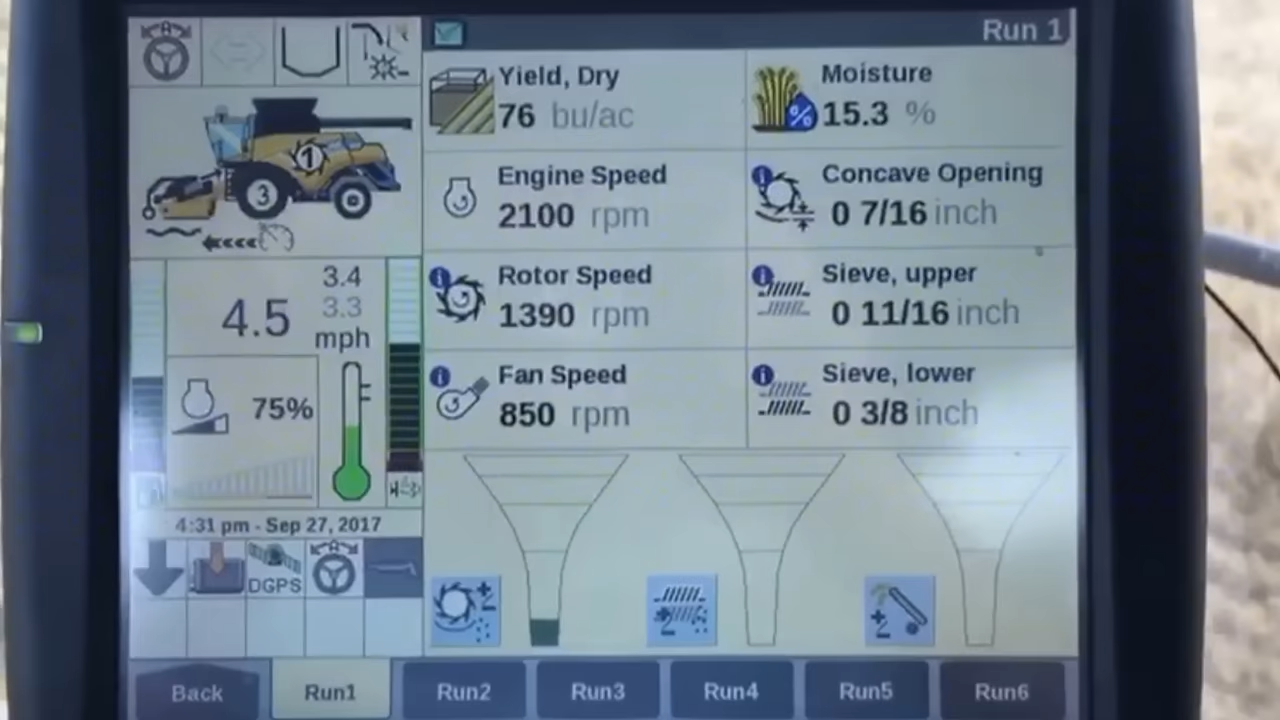 Run 1
Yield, Dry
76 bu/ac
Moisture
15.3 %
Engine Speed
2100 rpm
Concave Opening
0 7/16 inch
Rotor Speed
1390 rpm
Sieve, upper
0 11/16 inch
Fan Speed
850 rpm
Sieve, lower
0 3/8 inch
1
3
4.5
3.4
3.3
mph
75%
4:31 pm - Sep 27, 2017
DGPS
Back
Run1
Run2
Run3
Run4
Run5
Run6